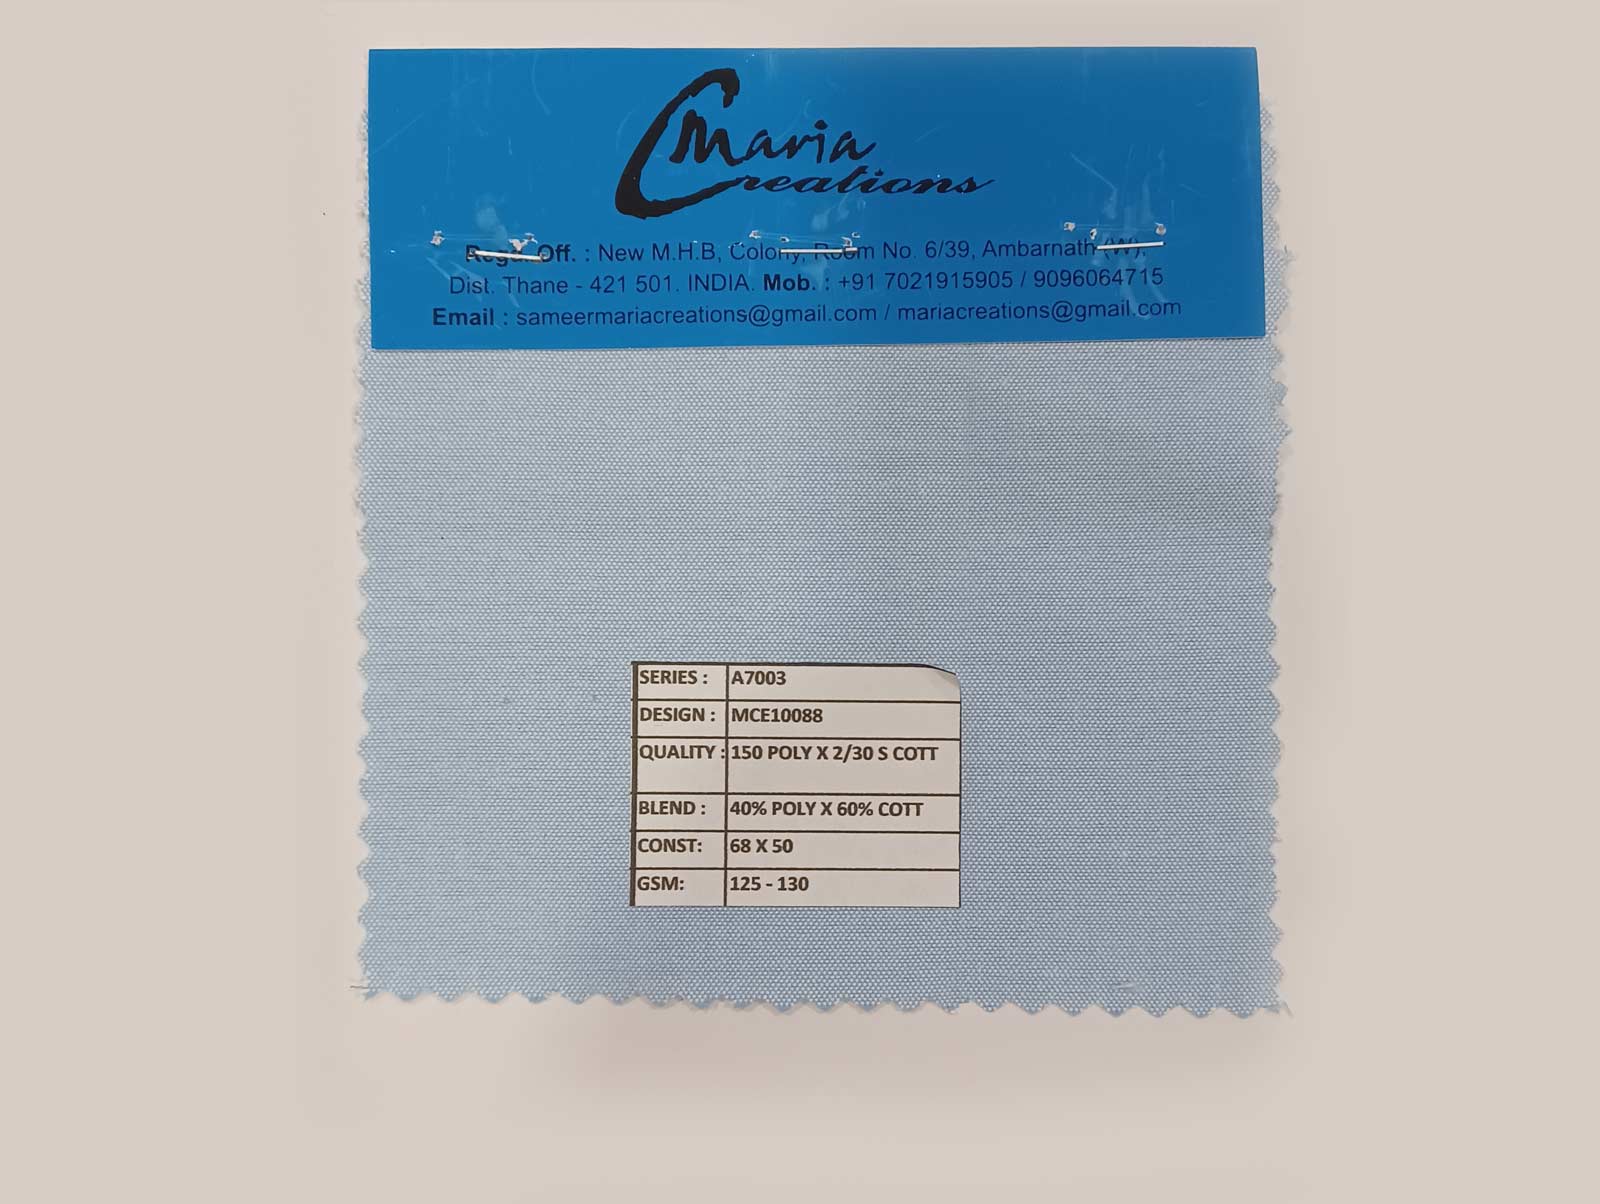 Maria
Creations
Regd. Off. : New M.H.B, Colony, Room No. 6/39, Ambarnath (W),
Dist. Thane - 421 501. INDIA. Mob. : +91 7021915905 / 9096064715
Email : sameermariacreations@gmail.com / mariacreations@gmail.com
SERIES : A7003
DESIGN : MCE10088
QUALITY : 150 POLY X 2/30 S COTT
BLEND : 40% POLY X 60% COTT
CONST: 68 X 50
GSM: 125 - 130